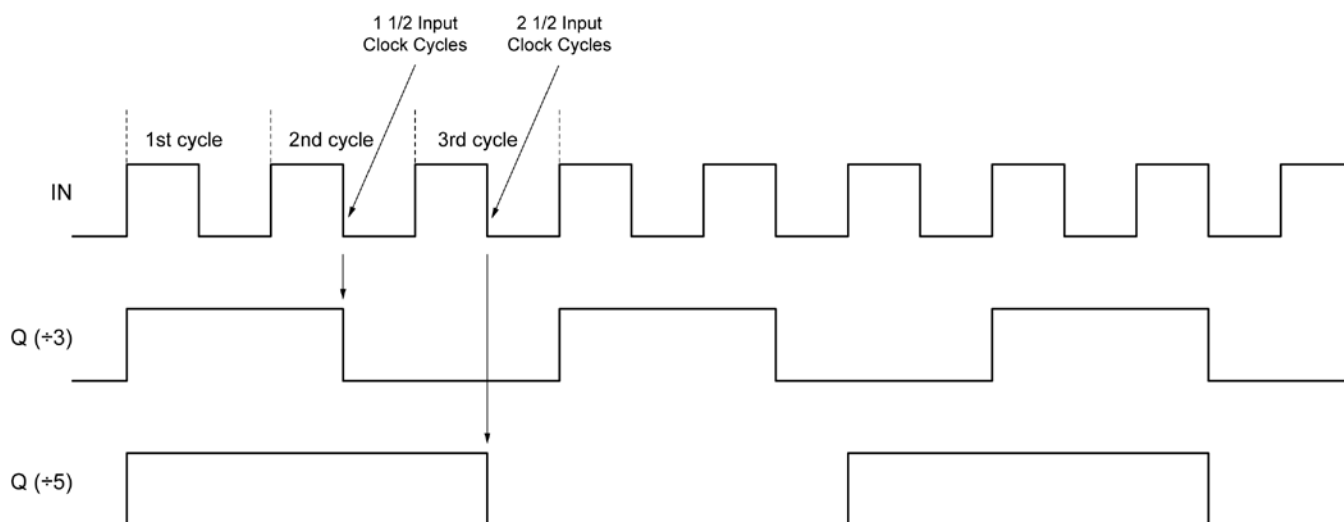 1 1/2 Input
Clock Cycles
2 1/2 Input
Clock Cycles
1st cycle
2nd cycle
3rd cycle
IN
Q (÷3)
Q (÷5)